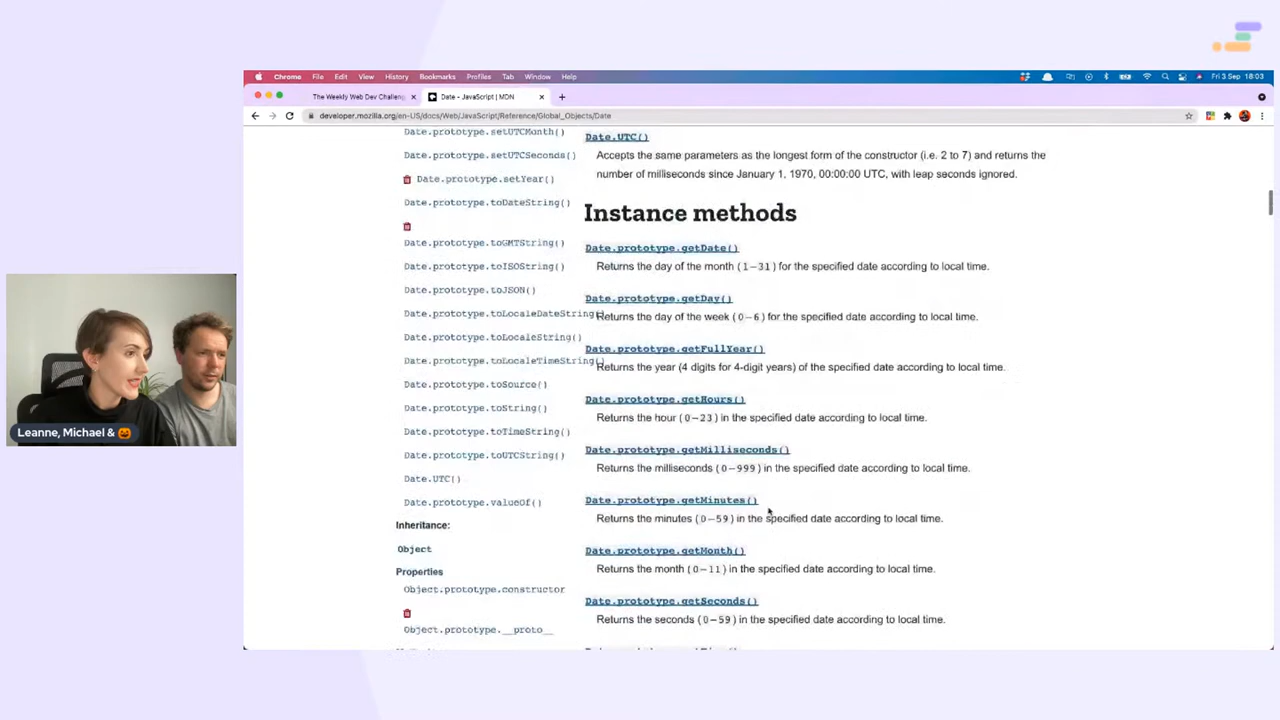 Chrome File Edit View History Bookmarks Profiles Tab Window Help Fri 3 Sep 18:03
The Weekly Web Dev Challeng Date - JavaScript | MDN
developer.mozilla.org/en-US/docs/Web/JavaScript/Reference/Global_Objects/Date
Date.prototype.setUTCMonth()
Date.prototype.setUTCSeconds()
Date.prototype.setYear()
Date.prototype.toDateString()
Date.prototype.toGMTString()
Date.prototype.toISOString()
Date.prototype.toJSON()
Date.prototype.toLocaleDateString()
Date.prototype.toLocaleString()
Date.prototype.toLocaleTimeString()
Date.prototype.toSource()
Date.prototype.toString()
Date.prototype.toTimeString()
Date.prototype.toUTCString()
Date.UTC()
Date.prototype.valueOf()
Inheritance:
Object
Properties
Object.prototype.constructor
Object.prototype.__proto__
Date.UTC()
Accepts the same parameters as the longest form of the constructor (i.e. 2 to 7) and returns the
number of milliseconds since January 1, 1970, 00:00:00 UTC, with leap seconds ignored.
Instance methods
Date.prototype.getDate()
Returns the day of the month (1–31) for the specified date according to local time.
Date.prototype.getDay()
Returns the day of the week (0–6) for the specified date according to local time.
Date.prototype.getFullYear()
Returns the year (4 digits for 4-digit years) of the specified date according to local time.
Date.prototype.getHours()
Returns the hour (0–23) in the specified date according to local time.
Date.prototype.getMilliseconds()
Returns the milliseconds (0–999) in the specified date according to local time.
Date.prototype.getMinutes()
Returns the minutes (0–59) in the specified date according to local time.
Date.prototype.getMonth()
Returns the month (0–11) in the specified date according to local time.
Date.prototype.getSeconds()
Returns the seconds (0–59) in the specified date according to local time.
Leanne, Michael & 🎃